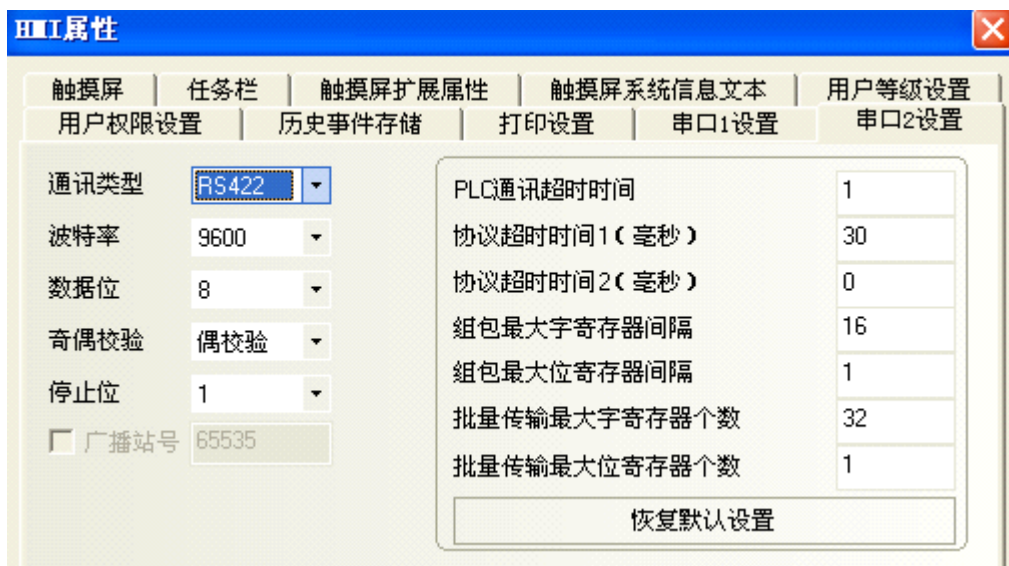 HMI属性
触摸屏 任务栏 触摸屏扩展属性 触摸屏系统信息文本 用户等级设置
用户权限设置 历史事件存储 打印设置 串口1设置 串口2设置
通讯类型 RS422
波特率 9600
数据位 8
奇偶校验 偶校验
停止位 1
广播站号 65535
PLC通讯超时时间 1
协议超时时间1(毫秒) 30
协议超时时间2(毫秒) 0
组包最大字寄存器间隔 16
组包最大位寄存器间隔 1
批量传输最大字寄存器个数 32
批量传输最大位寄存器个数 1
恢复默认设置